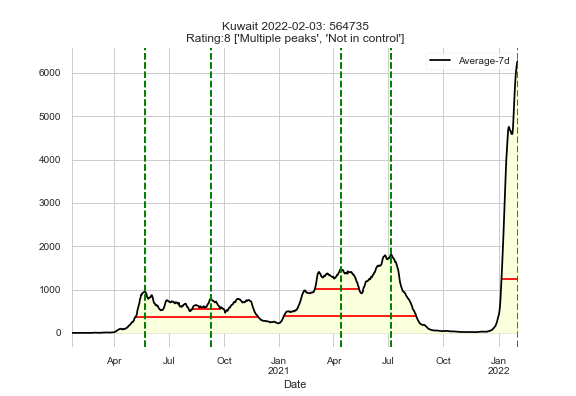 Kuwait 2022-02-03: 564735
Rating:8 ['Multiple peaks', 'Not in control']
Average-7d
6000
5000
4000
3000
2000
1000
0
Apr Jul Oct Jan Apr Jul Oct Jan
2021 2022
Date